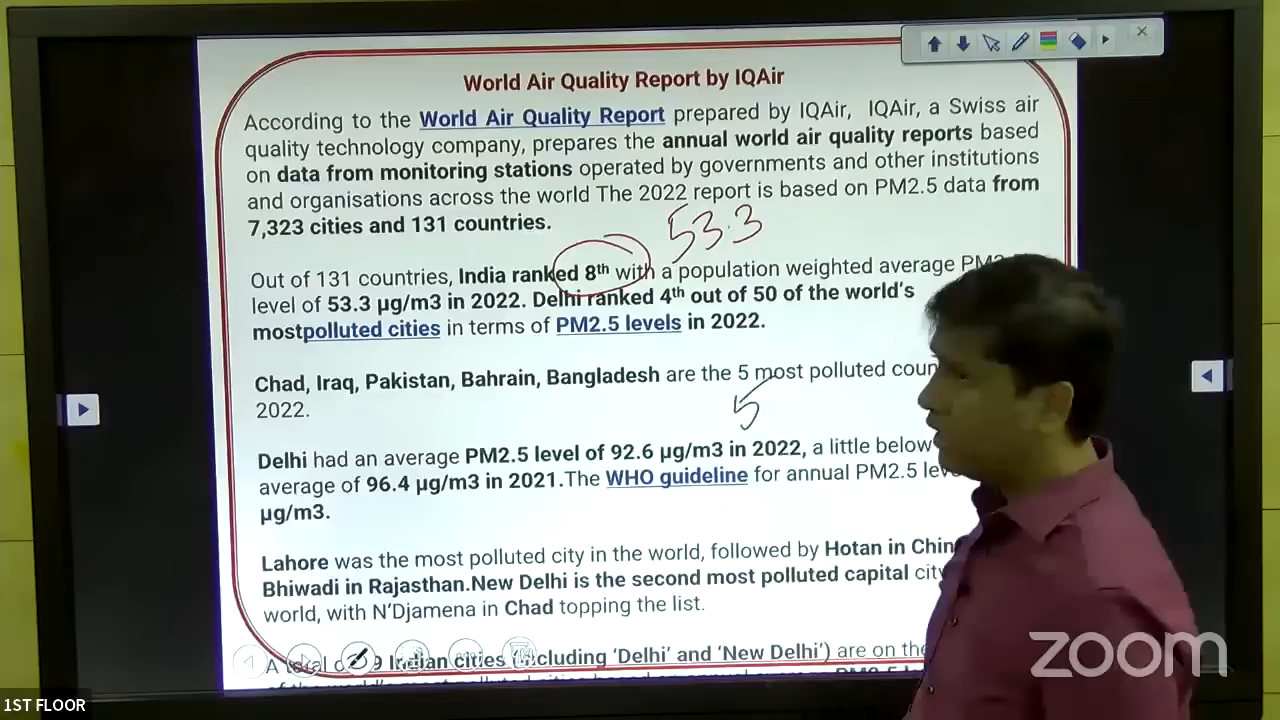 World Air Quality Report by IQAir
According to the World Air Quality Report prepared by IQAir, IQAir, a Swiss air
quality technology company, prepares the annual world air quality reports based
on data from monitoring stations operated by governments and other institutions
and organisations across the world The 2022 report is based on PM2.5 data from
7,323 cities and 131 countries.
53.3
Out of 131 countries, India ranked 8th with a population weighted average
level of 53.3 µg/m3 in 2022. Delhi ranked 4th out of 50 of the world's
mostpolluted cities in terms of PM2.5 levels in 2022.
Chad, Iraq, Pakistan, Bahrain, Bangladesh are the 5 most polluted
2022.
5
Delhi had an average PM2.5 level of 92.6 µg/m3 in 2022, a little below
average of 96.4 µg/m3 in 2021.The WHO guideline for annual PM2.5
µg/m3.
Lahore was the most polluted city in the world, followed by Hotan in
Bhiwadi in Rajasthan.New Delhi is the second most polluted capital city
world, with N'Djamena in Chad topping the list.
Indian cities (including 'Delhi' and 'New Delhi') are on the
zoom
1ST FLOOR